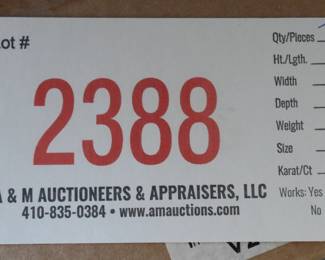 Lot #
2388
A & M AUCTIONEERS & APPRAISERS, LLC
410-835-0384 • www.amauctions.com
Qty/Pieces
Ht./Lgth.
Width
Depth
Weight
Size
Karat/Ct
Works: Yes
No